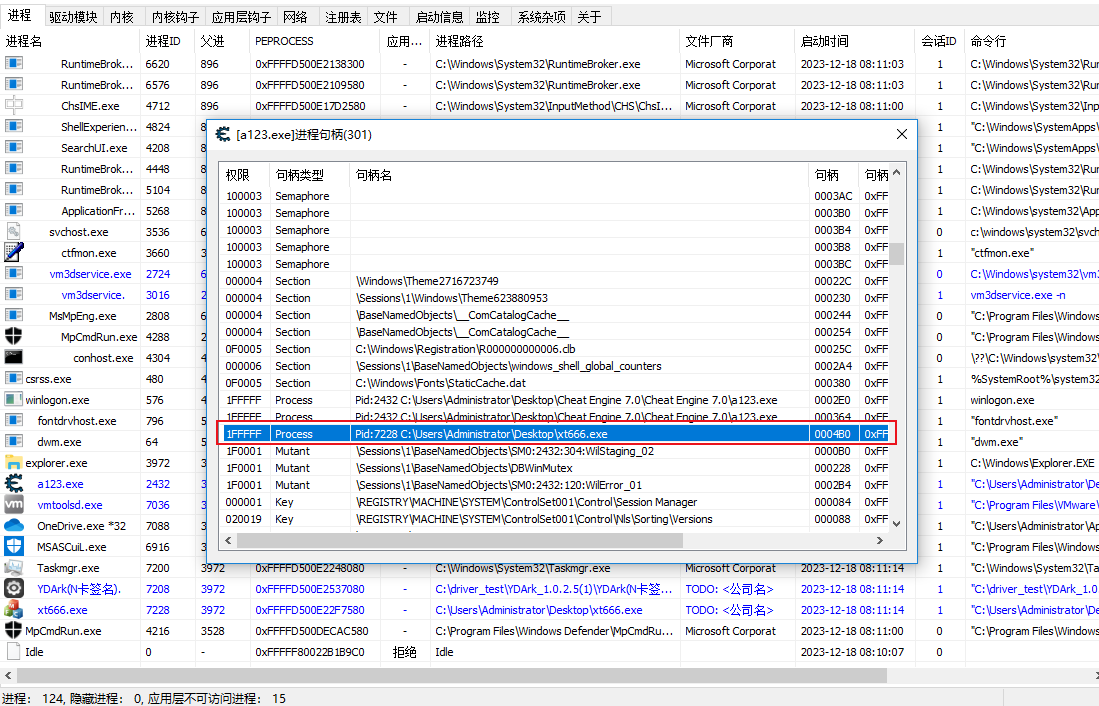 进程 驱动模块 内核 内核钩子 应用层钩子 网络 注册表 文件 启动信息 监控 系统杂项 关于
进程名 进程ID 父进 PEPROCESS 应用... 进程路径 文件厂商 启动时间 会话ID 命令行
RuntimeBrok... 6620 896 0xFFFFD500E2138300 - C:\Windows\System32\RuntimeBroker.exe Microsoft Corporat 2023-12-18 08:11:03 1 C:\Windows\System32\Run
RuntimeBrok... 6576 896 0xFFFFD500E2109580 - C:\Windows\System32\RuntimeBroker.exe Microsoft Corporat 2023-12-18 08:11:03 1 C:\Windows\System32\Run
ChsIME.exe 4712 896 0xFFFFD500E17D2580 - C:\Windows\System32\InputMethod\CHS\ChsI... Microsoft Corporat 2023-12-18 08:11:00 1 C:\Windows\System32\Inp
ShellExperien... 4824 8 1 "C:\Windows\SystemApps\
SearchUI.exe 4208 8 1 "C:\Windows\SystemApps\
RuntimeBrok... 4448 8 1 C:\Windows\System32\Run
RuntimeBrok... 5104 8 1 C:\Windows\System32\Run
ApplicationFr... 5268 8 1 C:\Windows\system32\App
svchost.exe 3536 6 0 c:\windows\system32\svch
ctfmon.exe 3660 3 1 "ctfmon.exe"
vm3dservice.exe 2724 6 0 C:\Windows\system32\vm3
vm3dservice. 3016 2 1 vm3dservice.exe -n
MsMpEng.exe 2808 6 0 "C:\Program Files\Windows
MpCmdRun.exe 4288 2 0 "C:\Program Files\Windows
conhost.exe 4304 4 0 \??\C:\Windows\system32\
csrss.exe 480 4 1 %SystemRoot%\system32
winlogon.exe 576 4 1 winlogon.exe
fontdrvhost.exe 796 5 1 "fontdrvhost.exe"
dwm.exe 64 5 1 "dwm.exe"
explorer.exe 3972 3 1 C:\Windows\Explorer.EXE
a123.exe 2432 3 1 "C:\Users\Administrator\De
vmtoolsd.exe 7036 3 1 "C:\Program Files\VMware\
OneDrive.exe *32 7088 3 1 "C:\Users\Administrator\Ap
MSASCuiL.exe 6916 3 1 "C:\Program Files\Windows
Taskmgr.exe 7200 3972 0xFFFFD500E2248080 - C:\Windows\System32\Taskmgr.exe Microsoft Corporat 2023-12-18 08:11:14 1 "C:\Windows\System32\Ta
YDArk(N卡签名). 7208 3972 0xFFFFD500E2537080 - C:\driver_test\YDArk_1.0.2.5(1)\YDArk(N卡签... TODO: <公司名> 2023-12-18 08:11:14 1 "C:\driver_test\YDArk_1.0
xt666.exe 7228 3972 0xFFFFD500E22F7580 - C:\Users\Administrator\Desktop\xt666.exe TODO: <公司名> 2023-12-18 08:11:14 1 "C:\Users\Administrator\De
MpCmdRun.exe 4216 3528 0xFFFFD500DECAC580 - C:\Program Files\Windows Defender\MpCmdRu... Microsoft Corporat 2023-12-18 08:11:00 0 "C:\Program Files\Windows
Idle 0 - 0xFFFFF80022B1B9C0 拒绝 Idle 2023-12-18 08:10:07 0
进程: 124, 隐藏进程: 0, 应用层不可访问进程: 15
[a123.exe]进程句柄(301)
权限 句柄类型 句柄名 句柄 句柄
100003 Semaphore 0003AC 0xFF
100003 Semaphore 0003B0 0xFF
100003 Semaphore 0003B4 0xFF
100003 Semaphore 0003B8 0xFF
100003 Semaphore 0003BC 0xFF
000004 Section \Windows\Theme2716723749 00022C 0xFF
000004 Section \Sessions\1\Windows\Theme623880953 000230 0xFF
000004 Section \BaseNamedObjects\__ComCatalogCache__ 000244 0xFF
000004 Section \BaseNamedObjects\__ComCatalogCache__ 000254 0xFF
0F0005 Section C:\Windows\Registration\R000000000006.clb 00025C 0xFF
000006 Section \Sessions\1\BaseNamedObjects\windows_shell_global_counters 0002A4 0xFF
0F0005 Section C:\Windows\Fonts\StaticCache.dat 000380 0xFF
1FFFFF Process Pid:2432 C:\Users\Administrator\Desktop\Cheat Engine 7.0\Cheat Engine 7.0\a123.exe 0002E0 0xFF
1FFFFF Process Pid:2432 C:\Users\Administrator\Desktop\Cheat Engine 7.0\Cheat Engine 7.0\a123.exe 000364 0xFF
1FFFFF Process Pid:7228 C:\Users\Administrator\Desktop\xt666.exe 0004B0 0xFF
1F0001 Mutant \Sessions\1\BaseNamedObjects\SM0:2432:304:WilStaging_02 0000B0 0xFF
1F0001 Mutant \Sessions\1\BaseNamedObjects\DBWinMutex 000228 0xFF
1F0001 Mutant \Sessions\1\BaseNamedObjects\SM0:2432:120:WilError_01 0002B4 0xFF
000001 Key \REGISTRY\MACHINE\SYSTEM\ControlSet001\Control\Session Manager 000084 0xFF
020019 Key \REGISTRY\MACHINE\SYSTEM\ControlSet001\Control\Nls\Sorting\Versions 000088 0xFF